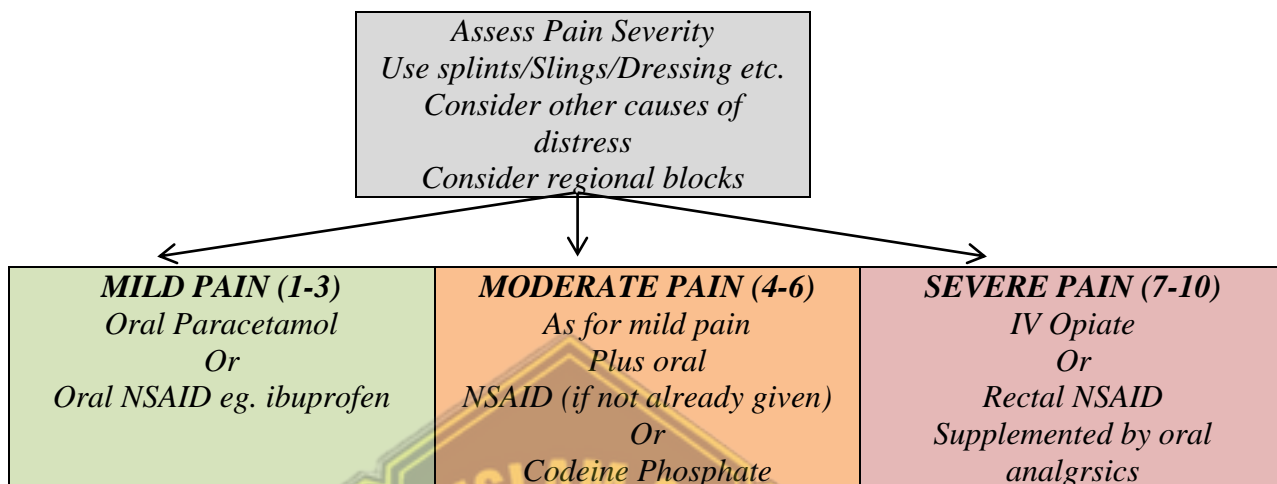 Assess Pain Severity
Use splints/Slings/Dressing etc.
Consider other causes of
distress
Consider regional blocks
MILD PAIN (1-3)
Oral Paracetamol
Or
Oral NSAID eg. ibuprofen
MODERATE PAIN (4-6)
As for mild pain
Plus oral
NSAID (if not already given)
Or
Codeine Phosphate
SEVERE PAIN (7-10)
IV Opiate
Or
Rectal NSAID
Supplemented by oral
analgrsics